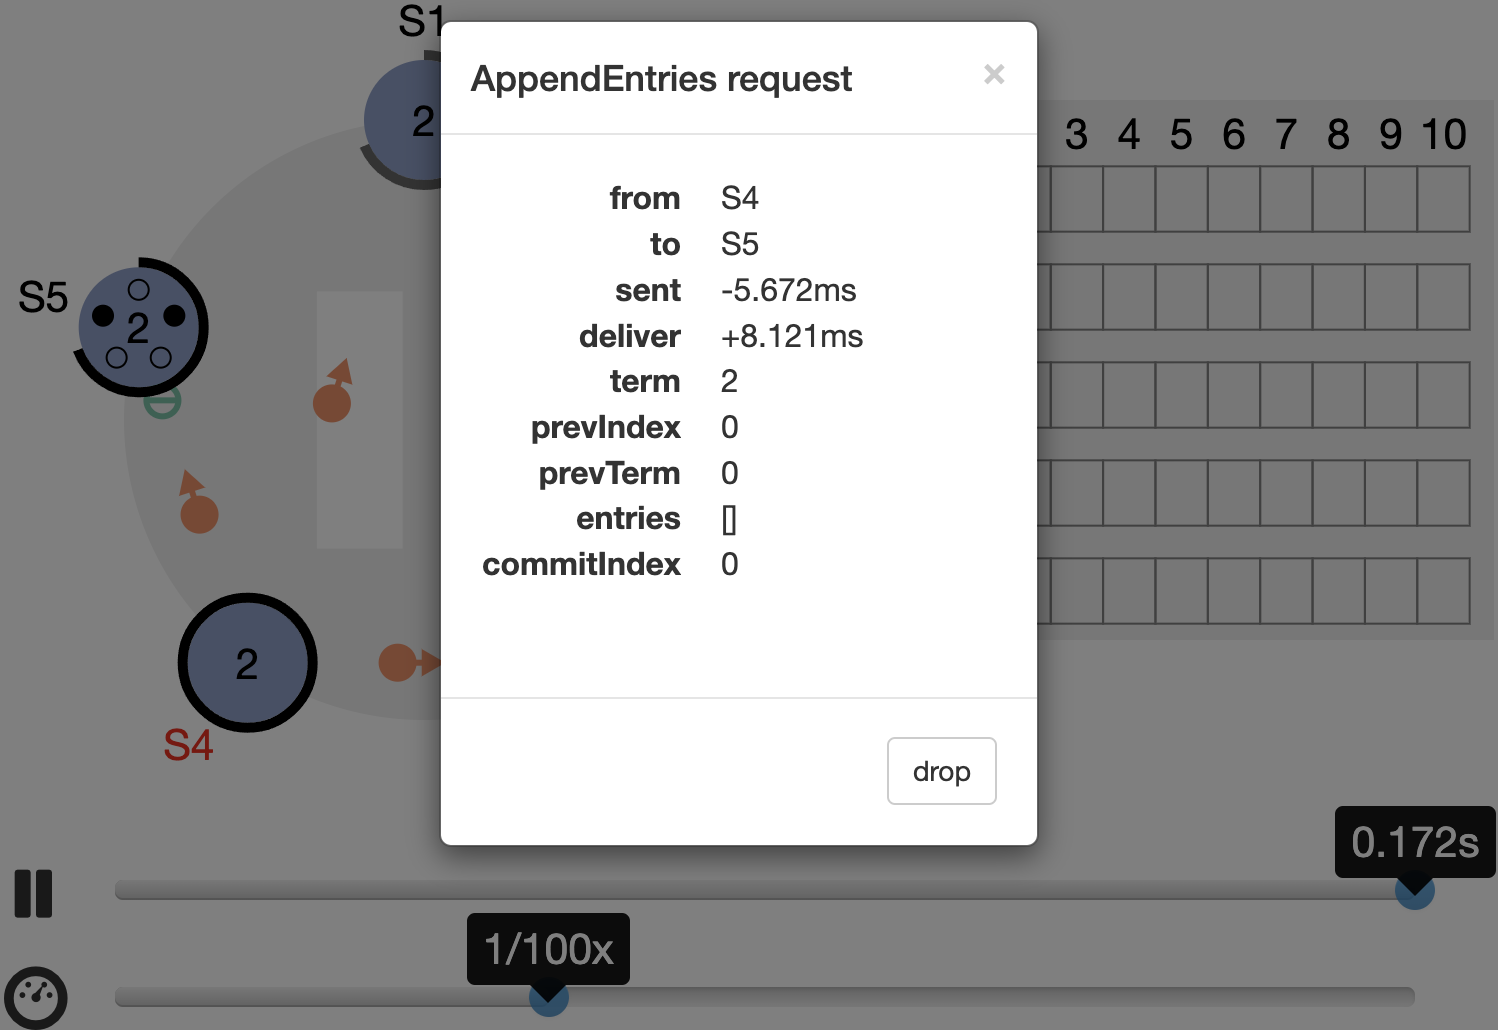 S1
2
AppendEntries request ×
from S4
to S5
sent -5.672ms
deliver +8.121ms
term 2
prevIndex 0
prevTerm 0
entries []
commitIndex 0
drop
3 4 5 6 7 8 9 10
S5
2
2
S4
0.172s
1/100x